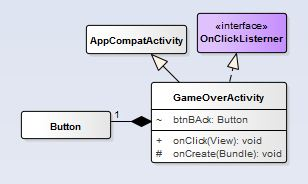 «interface»
OnClickListerner
AppCompatActivity
GameOverActivity
~ btnBAck: Button
+ onClick(View): void
# onCreate(Bundle): void
1
Button